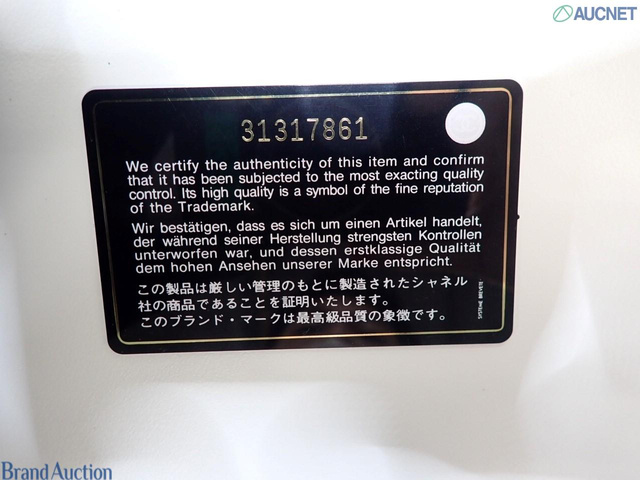 AUCNET
31317861
We certify the authenticity of this item and confirm
that it has been subjected to the most exacting quality
control. Its high quality is a symbol of the fine reputation
of the Trademark.
Wir bestätigen, dass es sich um einen Artikel handelt,
der während seiner Herstellung strengsten Kontrollen
unterworfen war, und dessen erstklassige Qualität
dem hohen Ansehen unserer Marke entspricht.
この製品は厳しい管理のもとに製造されたシャネル
社の商品であることを証明いたします。
このブランド・マークは最高級品質の象徴です。
SYSTEME BREVETE
Brand Auction